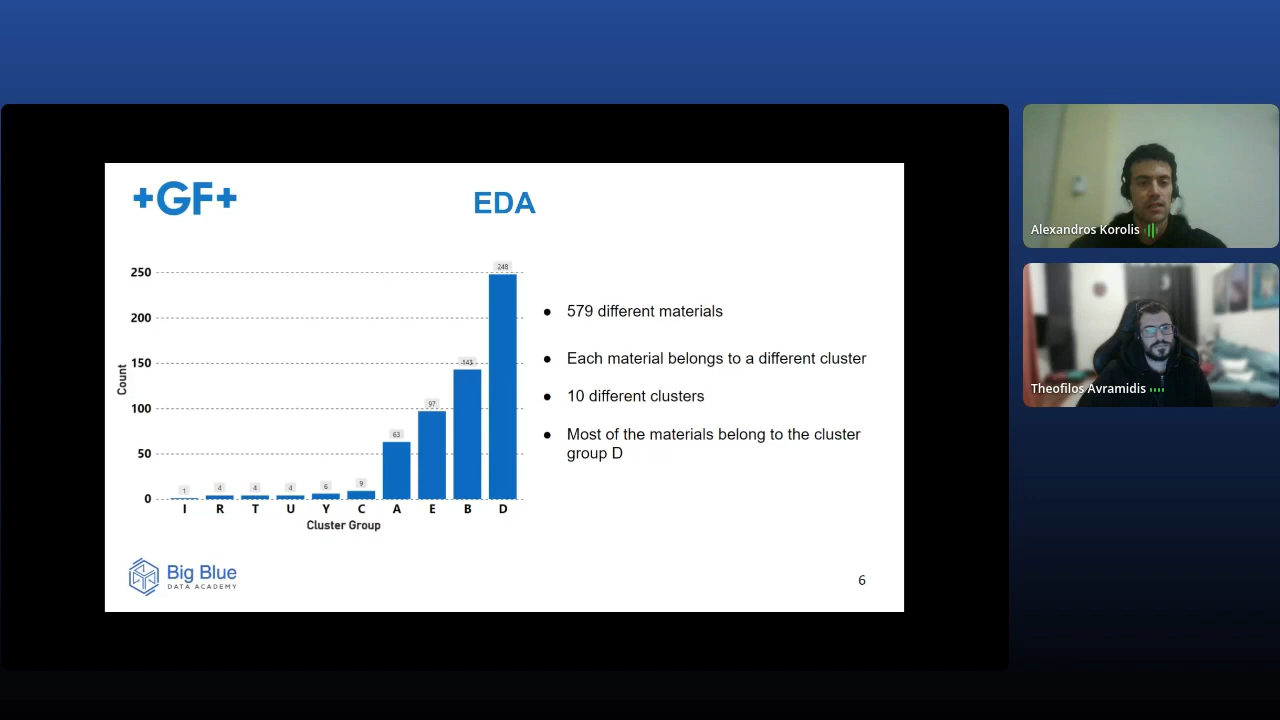 +GF+
EDA
250
200
150
100
50
0
Count
1
4
4
4
6
9
63
97
143
248
I R T U Y C A E B D
Cluster Group
● 579 different materials
● Each material belongs to a different cluster
● 10 different clusters
● Most of the materials belong to the cluster
group D
Big Blue
DATA ACADEMY
6
Alexandros Korolis
Theofilos Avramidis